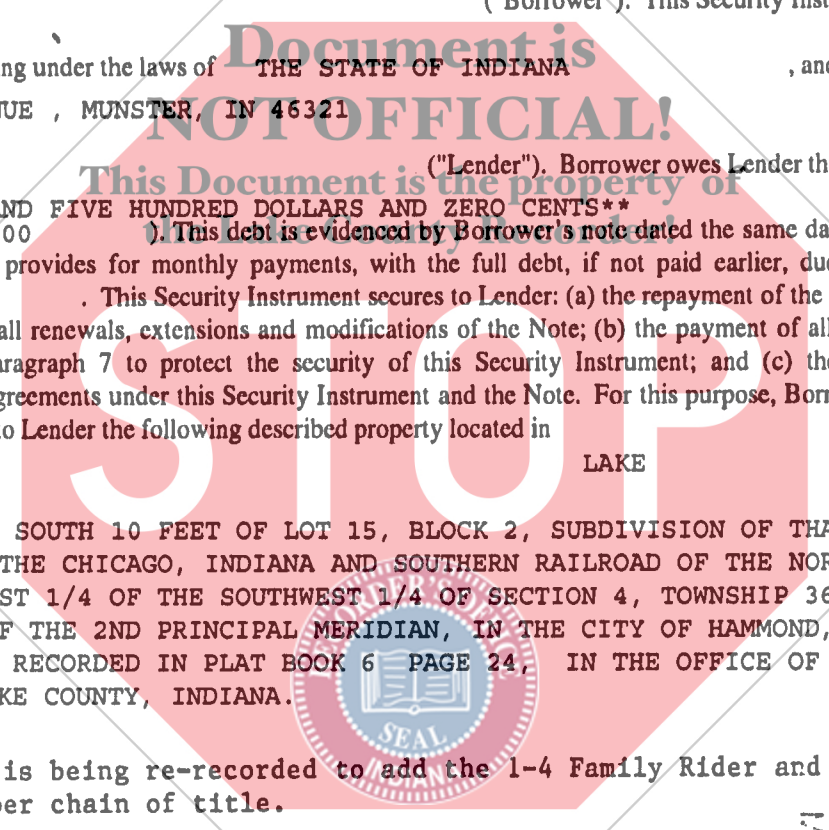 ("Borrower"). This Security Inst
Document is
ng under the laws of THE STATE OF INDIANA , and
NUE , MUNSTER, IN 46321
NOT OFFICIAL!
("Lender"). Borrower owes Lender th
This Document is the property of
ND FIVE HUNDRED DOLLARS AND ZERO CENTS**
the Lake County Recorder!
00 ). This debt is evidenced by Borrower's note dated the same da
provides for monthly payments, with the full debt, if not paid earlier, due
. This Security Instrument secures to Lender: (a) the repayment of the
all renewals, extensions and modifications of the Note; (b) the payment of all
aragraph 7 to protect the security of this Security Instrument; and (c) the
greements under this Security Instrument and the Note. For this purpose, Borr
o Lender the following described property located in
LAKE
STOP
SOUTH 10 FEET OF LOT 15, BLOCK 2, SUBDIVISION OF THA
THE CHICAGO, INDIANA AND SOUTHERN RAILROAD OF THE NOR
ST 1/4 OF THE SOUTHWEST 1/4 OF SECTION 4, TOWNSHIP 36
F THE 2ND PRINCIPAL MERIDIAN, IN THE CITY OF HAMMOND,
RECORDED IN PLAT BOOK 6 PAGE 24, IN THE OFFICE OF
KE COUNTY, INDIANA.
SEAL
INDIANA
is being re-recorded to add the 1-4 Family Rider and
per chain of title.